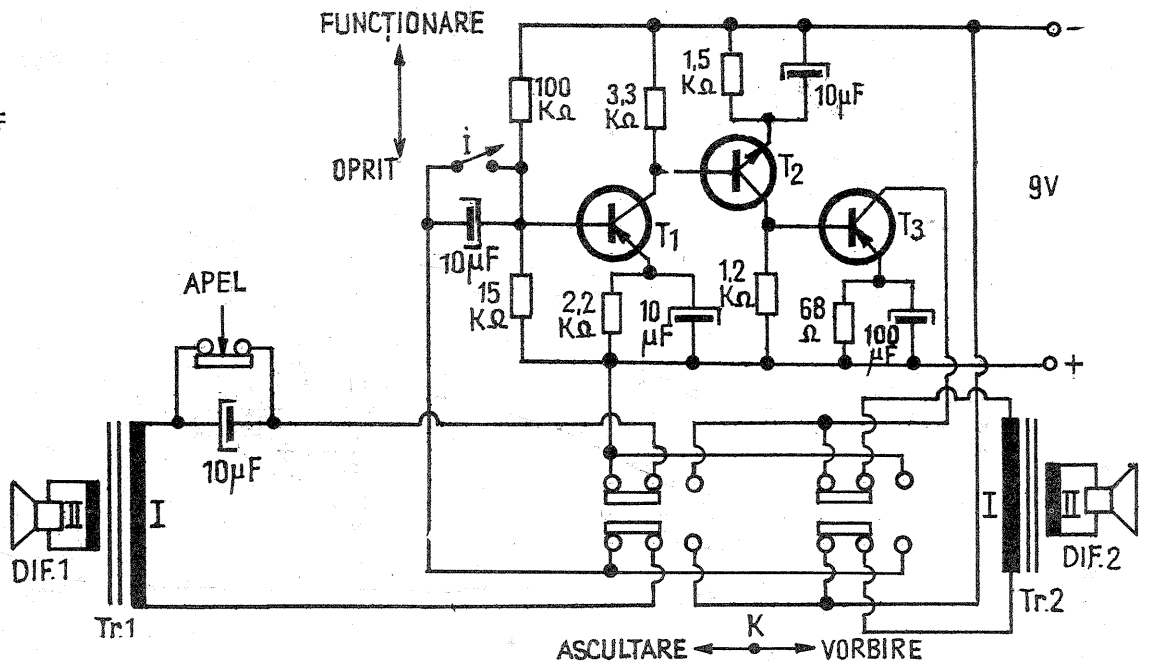 FUNCȚIONARE
OPRIT
i
100
KΩ
3,3
KΩ
1,5
KΩ
10µF
T2
9V
−
T1
T3
10µF
15
KΩ
2,2
KΩ
10
µF
1,2
KΩ
68
Ω
100
µF
+
APEL
10µF
I
II
DIF.1
Tr.1
I
II
DIF.2
Tr.2
K
ASCULTARE
VORBIRE